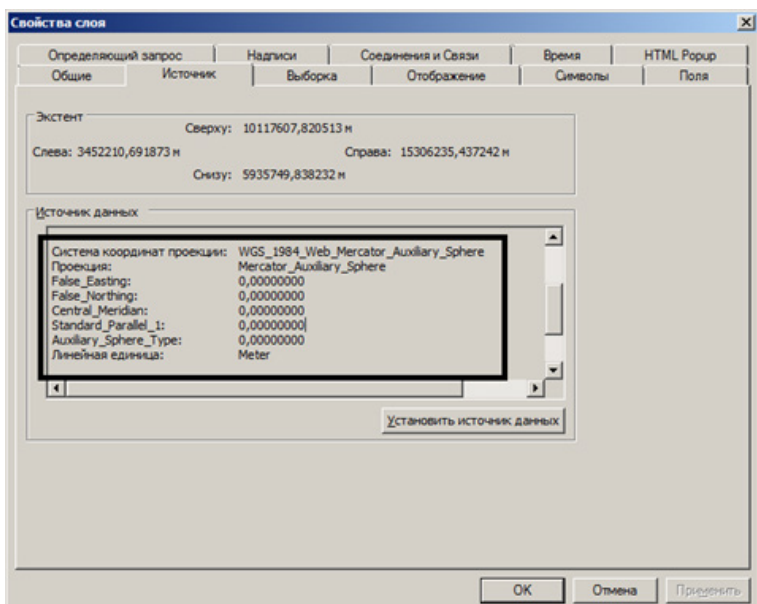 Свойства слоя
Определяющий запрос Надписи Соединения и Связи Время HTML Popup
Общие Источник Выборка Отображение Символы Поля
Экстент
Сверху: 10117607,820513 м
Слева: 3452210,691873 м Справа: 15306235,437242 м
Снизу: 5935749,838232 м
Источник данных
Система координат проекции: WGS_1984_Web_Mercator_Auxiliary_Sphere
Проекция: Mercator_Auxiliary_Sphere
False_Easting: 0,00000000
False_Northing: 0,00000000
Central_Meridian: 0,00000000
Standard_Parallel_1: 0,00000000
Auxiliary_Sphere_Type: 0,00000000
Линейная единица: Meter
Установить источник данных
OK Отмена Применить